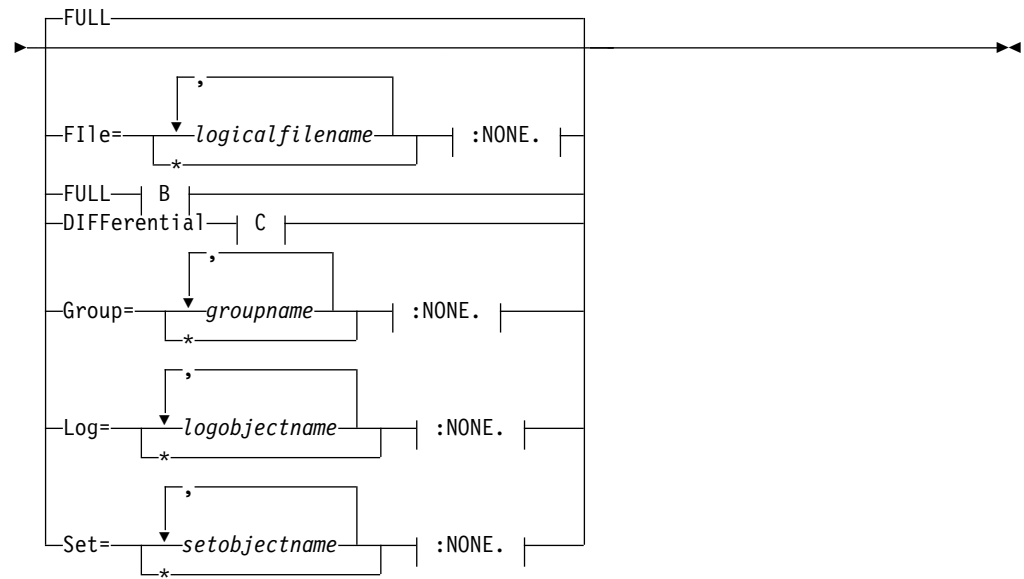 FULL
,
FIle= logicalfilename :NONE.
*
FULL B
DIFFerential C
,
Group= groupname :NONE.
*
,
Log= logobjectname :NONE.
*
,
Set= setobjectname :NONE.
*